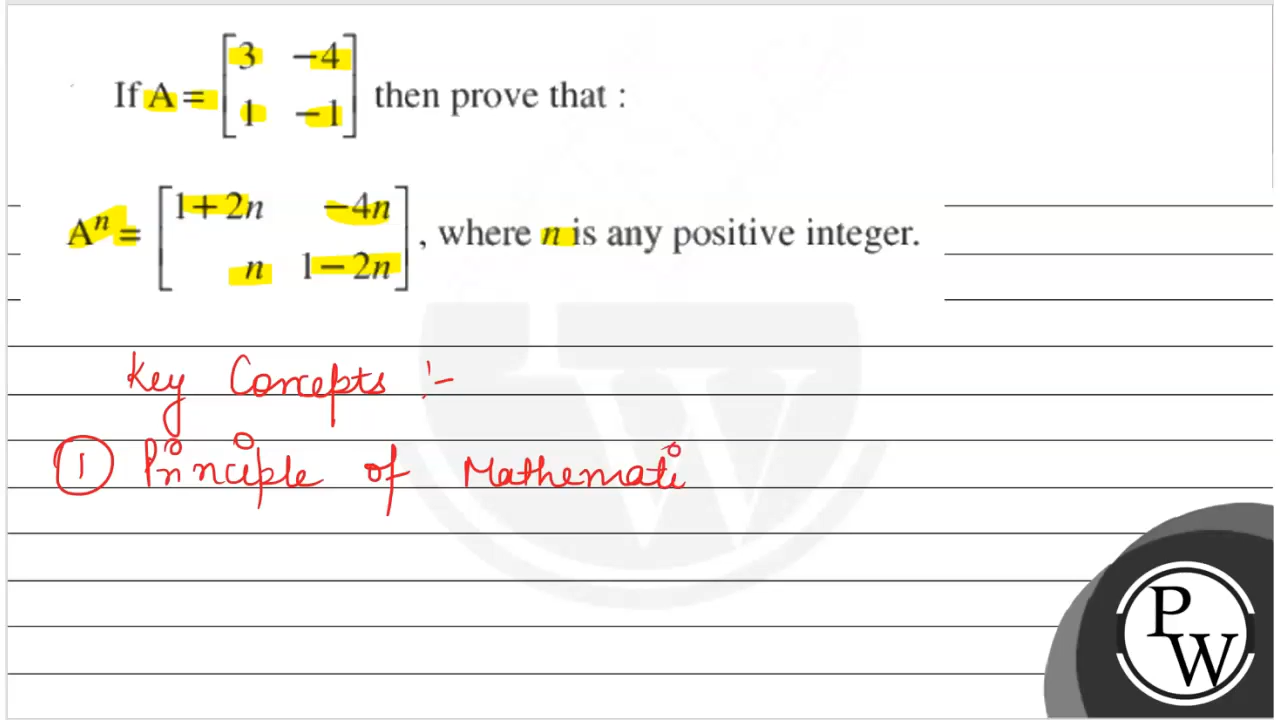 If A = [3 −4
1 −1] then prove that :
Aⁿ = [1+2n −4n
n 1−2n] , where n is any positive integer.
Key Concepts :-
① Principle of Mathemati
P
W